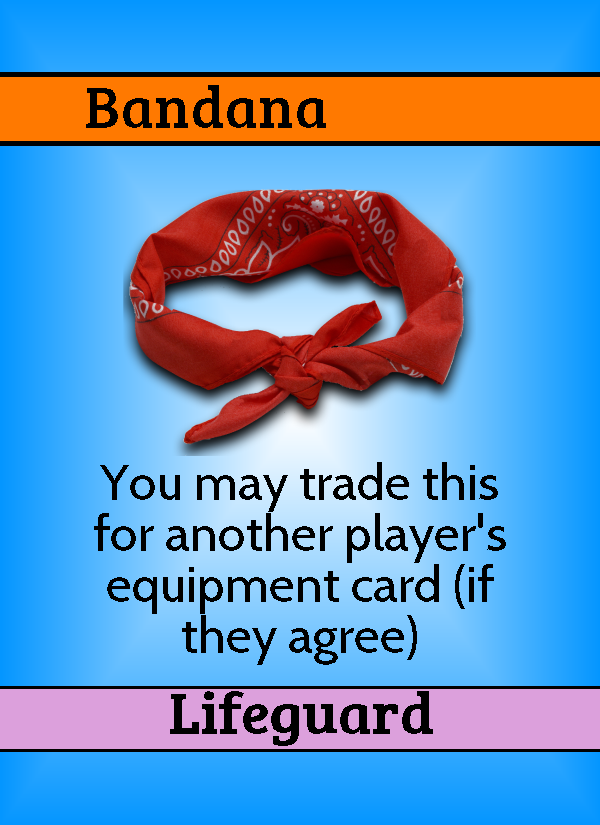 Bandana
You may trade this
for another player's
equipment card (if
they agree)
Lifeguard